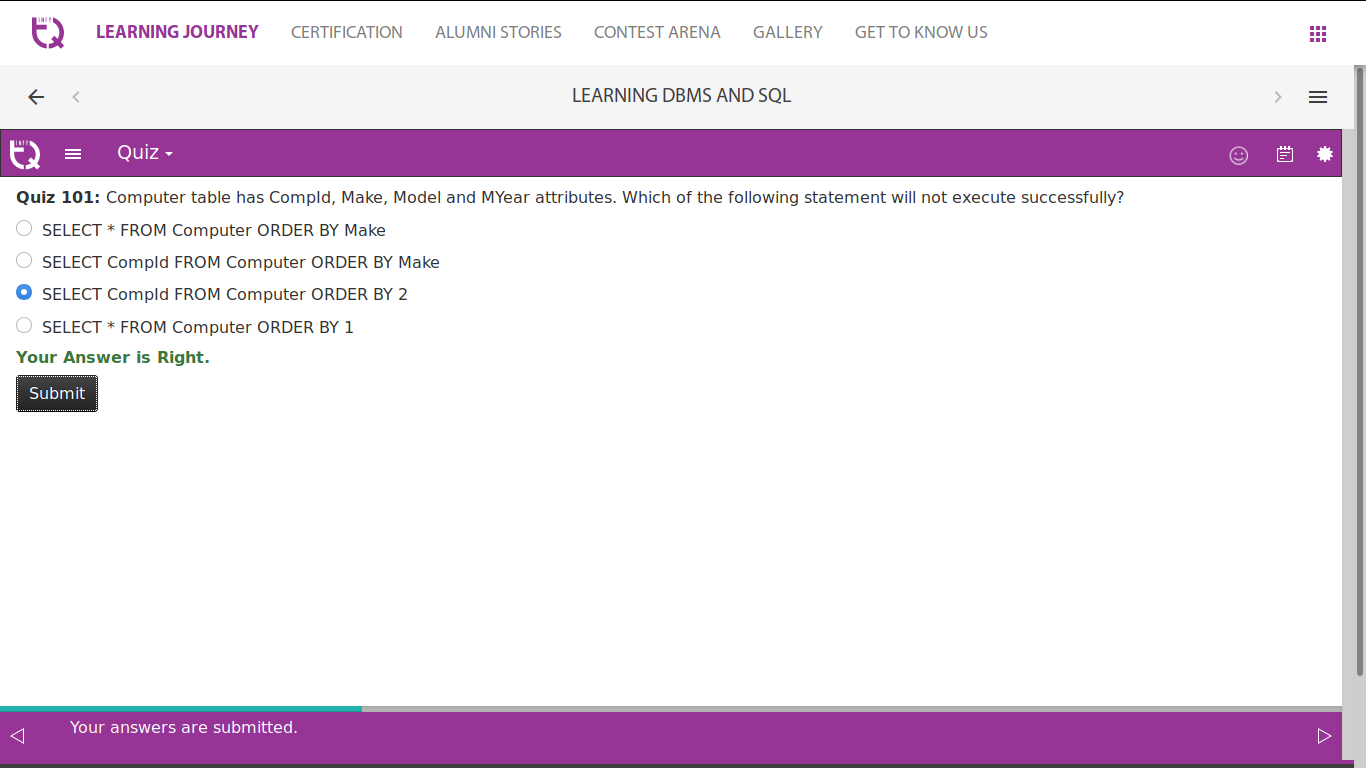 INFY TQ
LEARNING JOURNEY CERTIFICATION ALUMNI STORIES CONTEST ARENA GALLERY GET TO KNOW US
LEARNING DBMS AND SQL
INFY TQ Quiz
Quiz 101: Computer table has CompId, Make, Model and MYear attributes. Which of the following statement will not execute successfully?
SELECT * FROM Computer ORDER BY Make
SELECT CompId FROM Computer ORDER BY Make
SELECT CompId FROM Computer ORDER BY 2
SELECT * FROM Computer ORDER BY 1
Your Answer is Right.
Submit
Your answers are submitted.